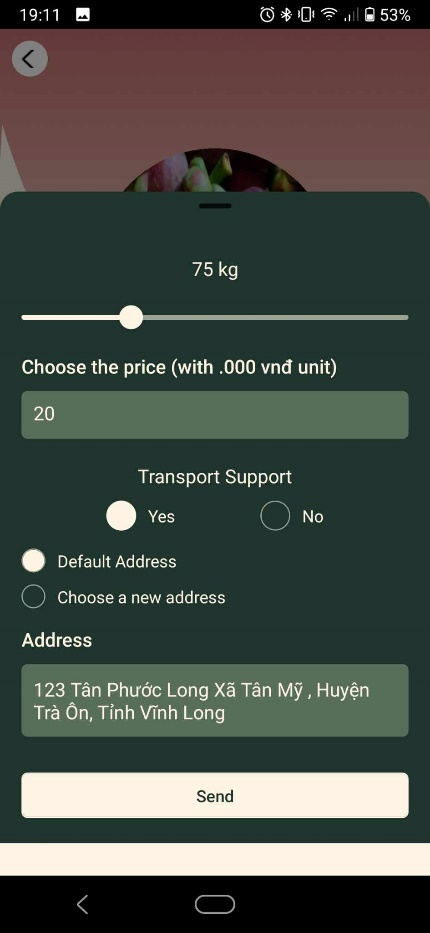 19:11
53%
75 kg
Choose the price (with .000 vnđ unit)
20
Transport Support
Yes
No
Default Address
Choose a new address
Address
123 Tân Phước Long Xã Tân Mỹ , Huyện
Trà Ôn, Tỉnh Vĩnh Long
Send